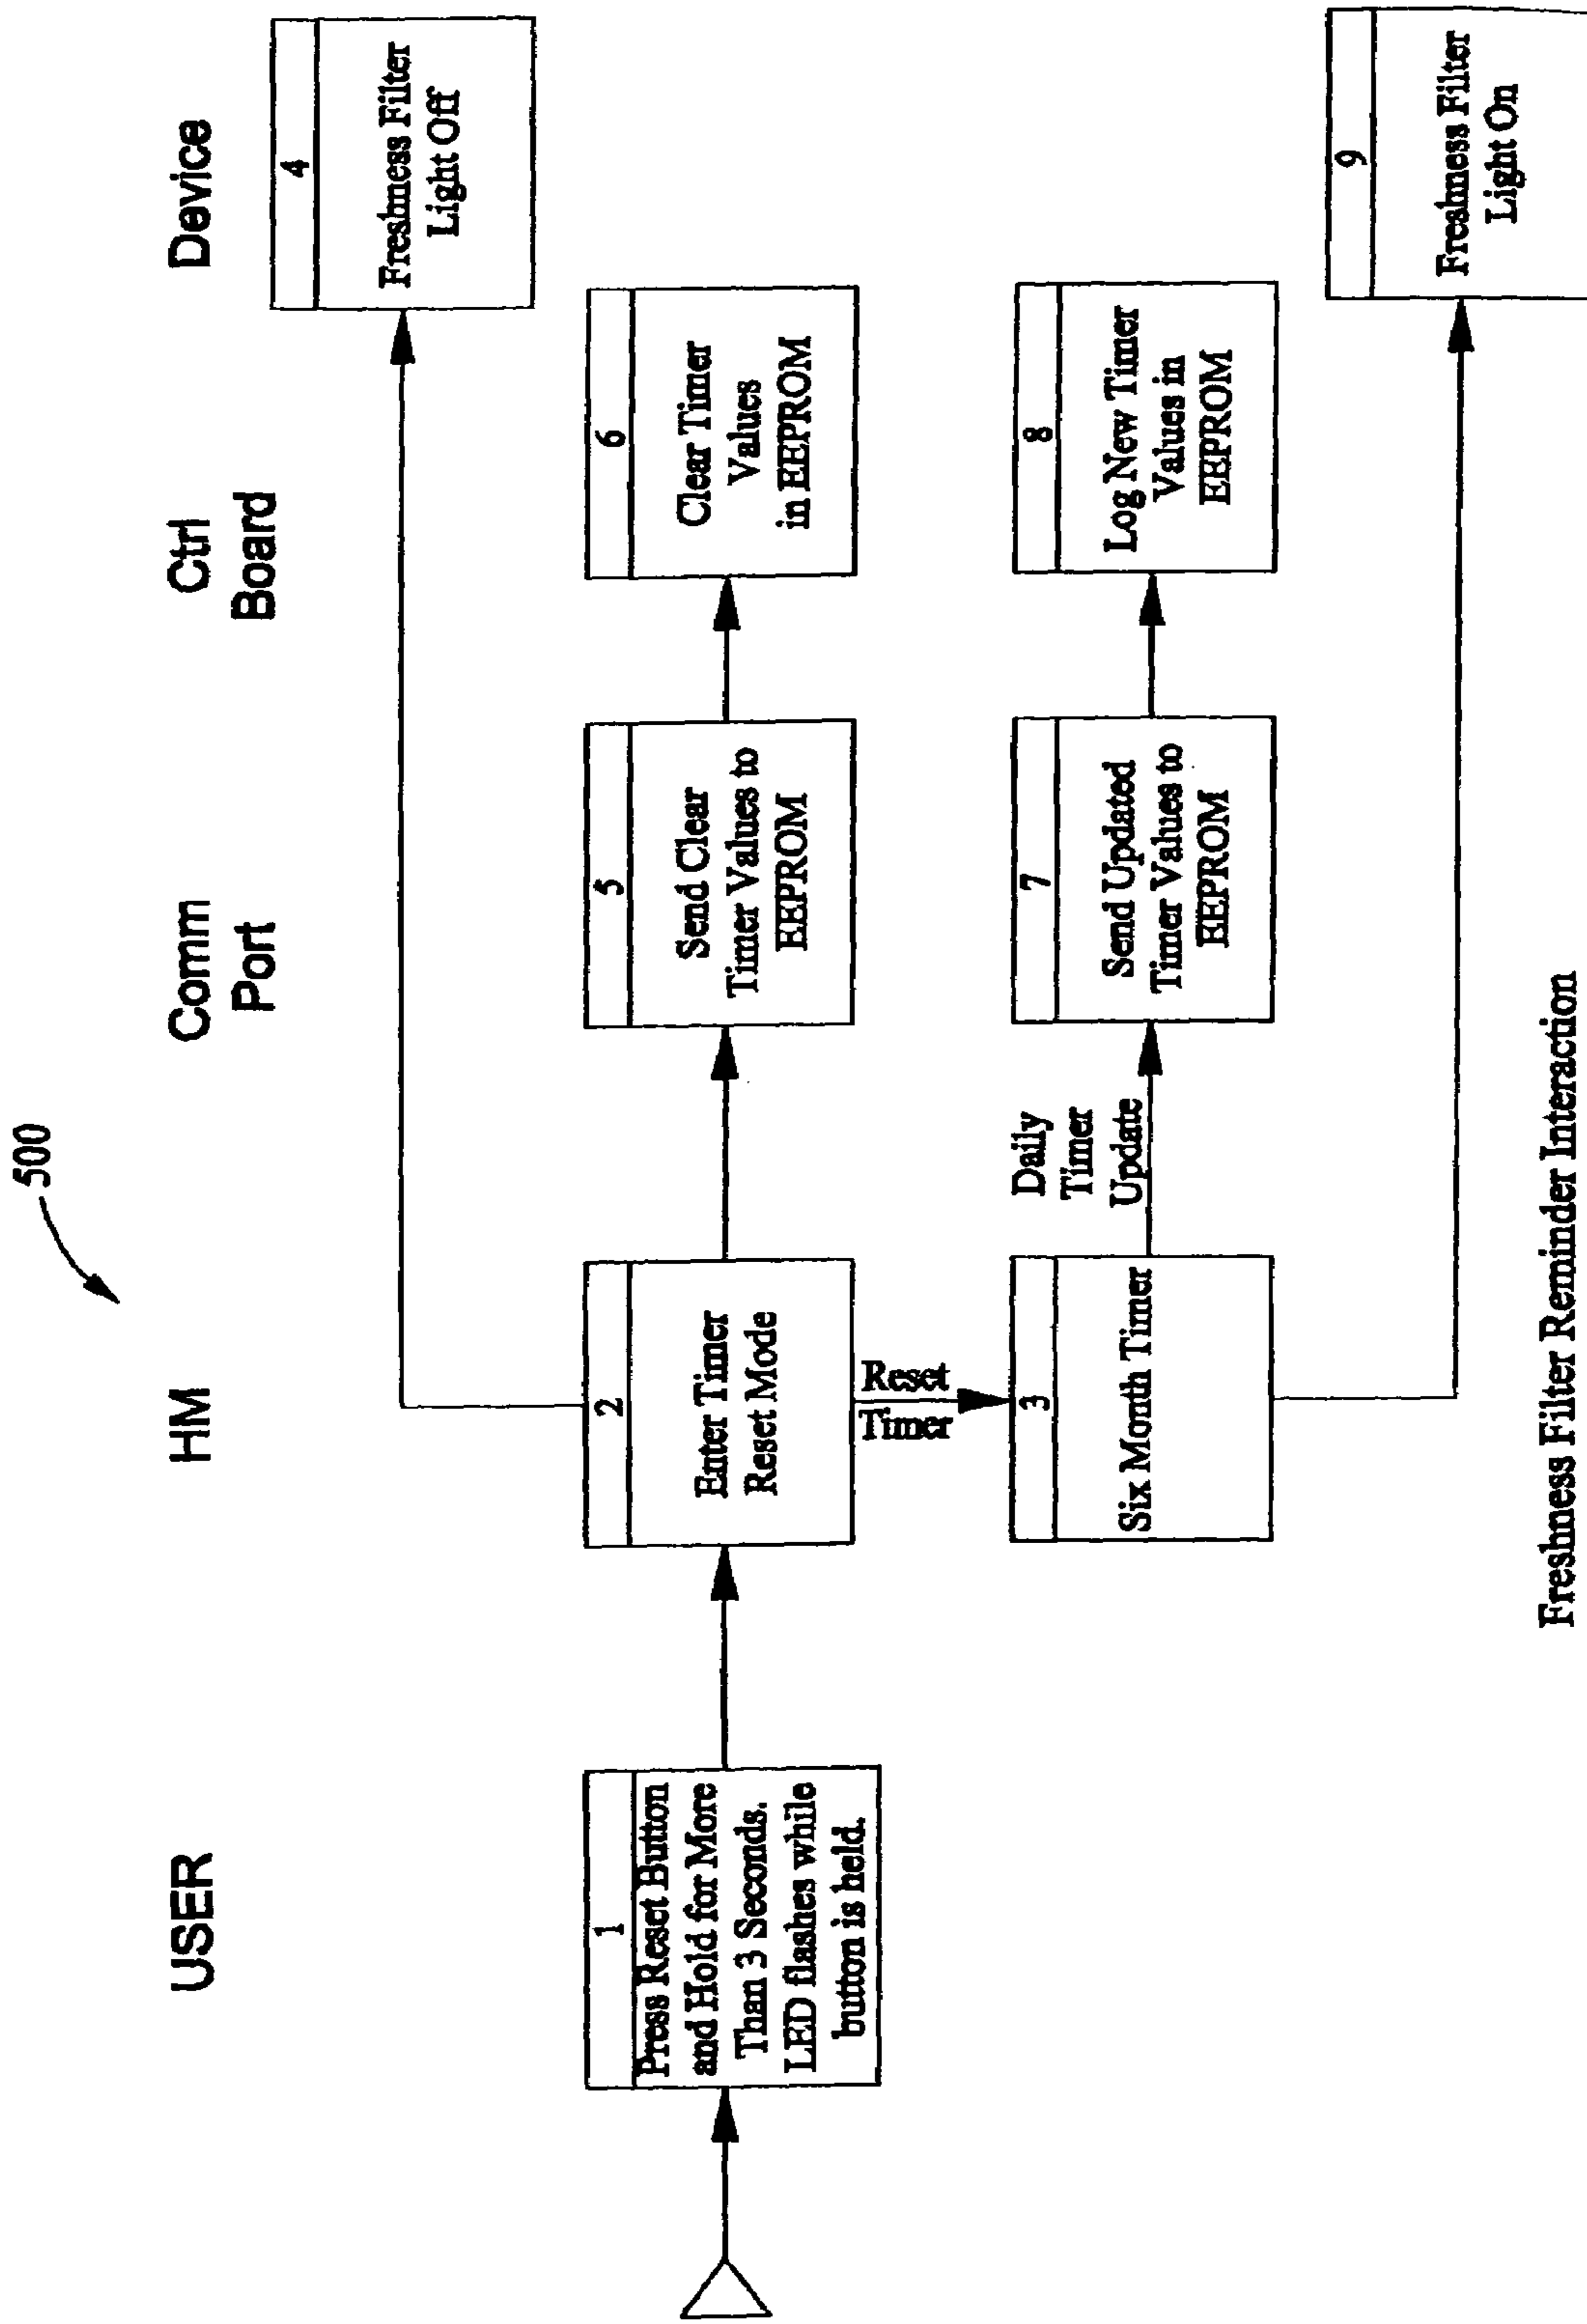 500
USER
HM
Comm
Port
Ctrl
Board
Device
4
Freshness Filter
Light Off
1
Press Reset Button
and Hold for More
Than 3 Seconds.
LED flashes while
button is held.
2
Enter Timer
Reset Mode
5
Send Clear
Timer Values to
EEPROM
6
Clear Timer
Values
in EEPROM
Reset
Timer
3
Six Month Timer
Daily
Timer
Update
7
Send Updated
Timer Values to
EEPROM
8
Log New Timer
Values in
EEPROM
9
Freshness Filter
Light On
Freshness Filter Reminder Interaction